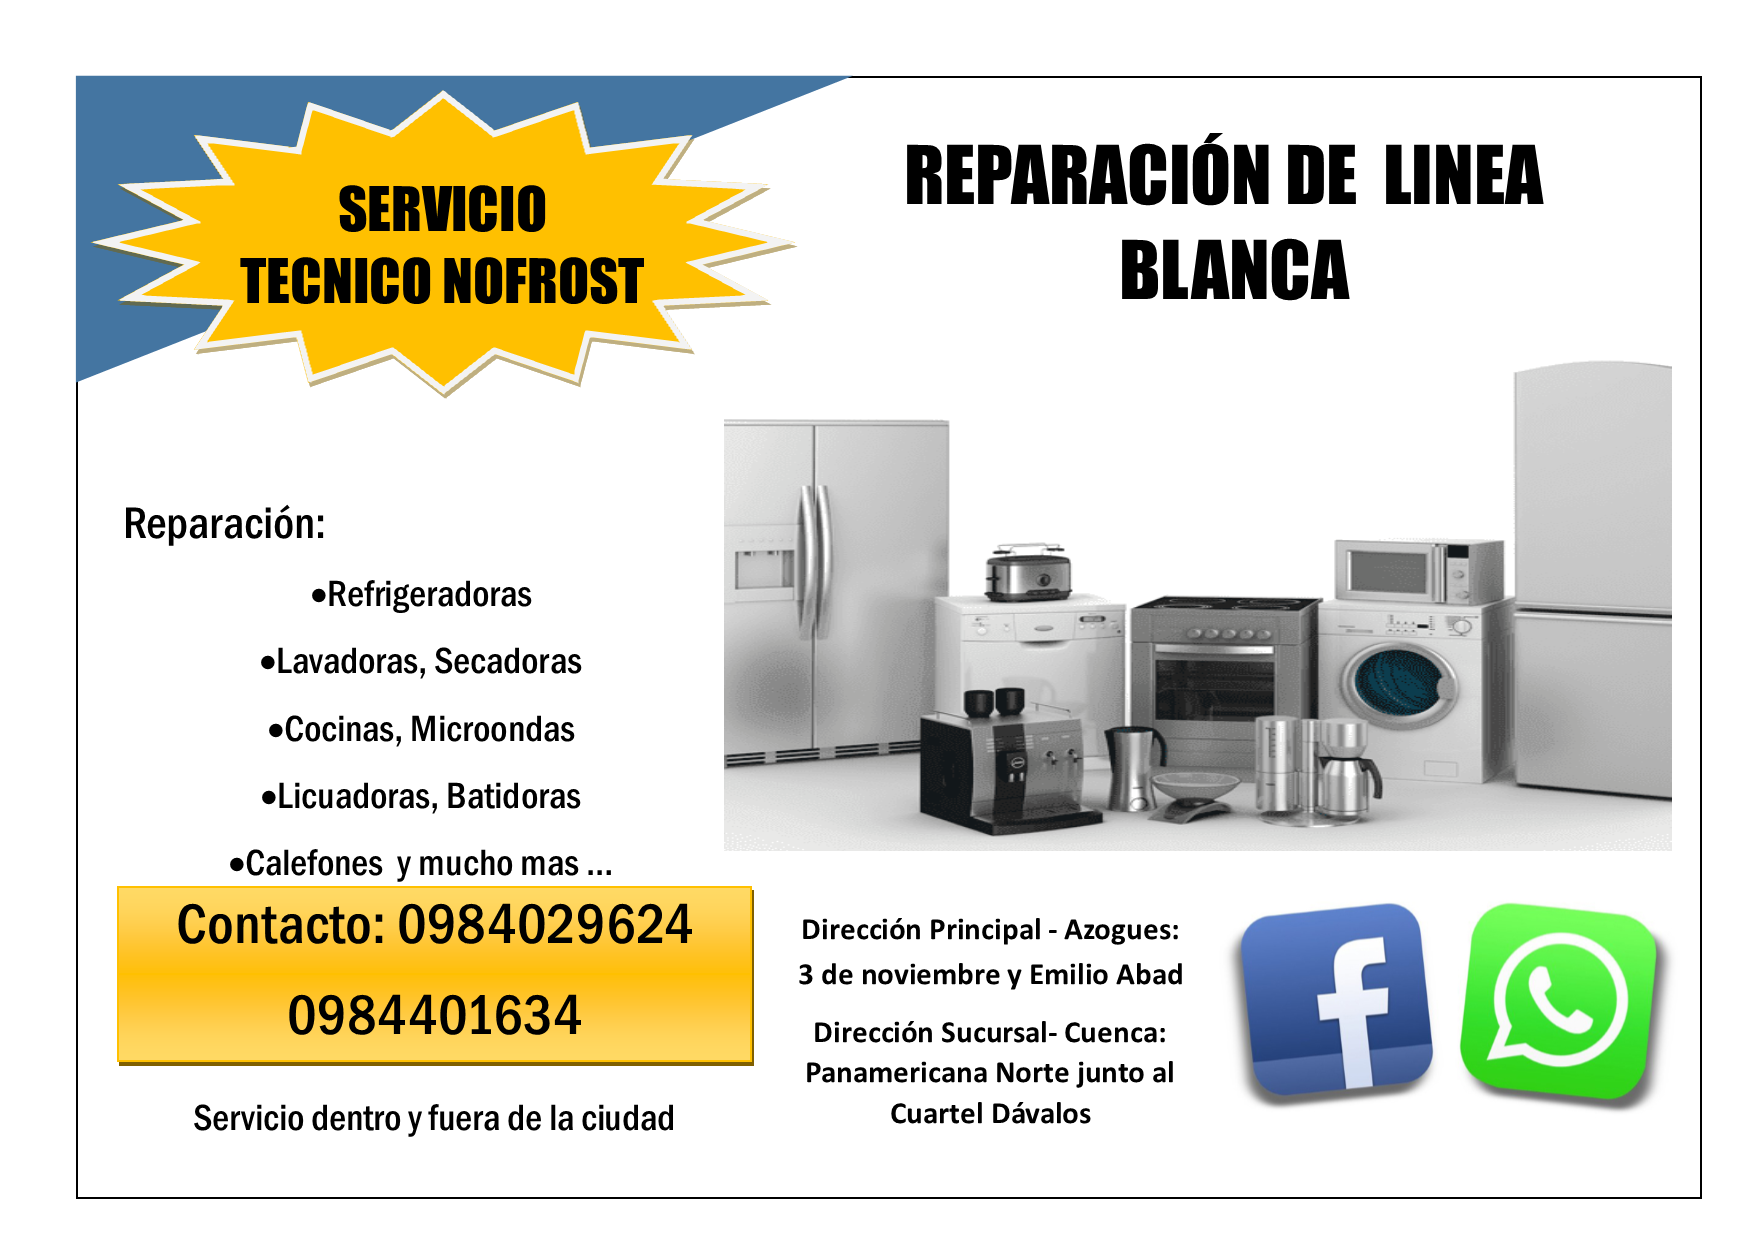 SERVICIO
TECNICO NOFROST
REPARACIÓN DE LINEA
BLANCA
Reparación:
•Refrigeradoras
•Lavadoras, Secadoras
•Cocinas, Microondas
•Licuadoras, Batidoras
•Calefones y mucho mas ...
Contacto: 0984029624
0984401634
Servicio dentro y fuera de la ciudad
Dirección Principal - Azogues:
3 de noviembre y Emilio Abad
Dirección Sucursal- Cuenca:
Panamericana Norte junto al
Cuartel Dávalos